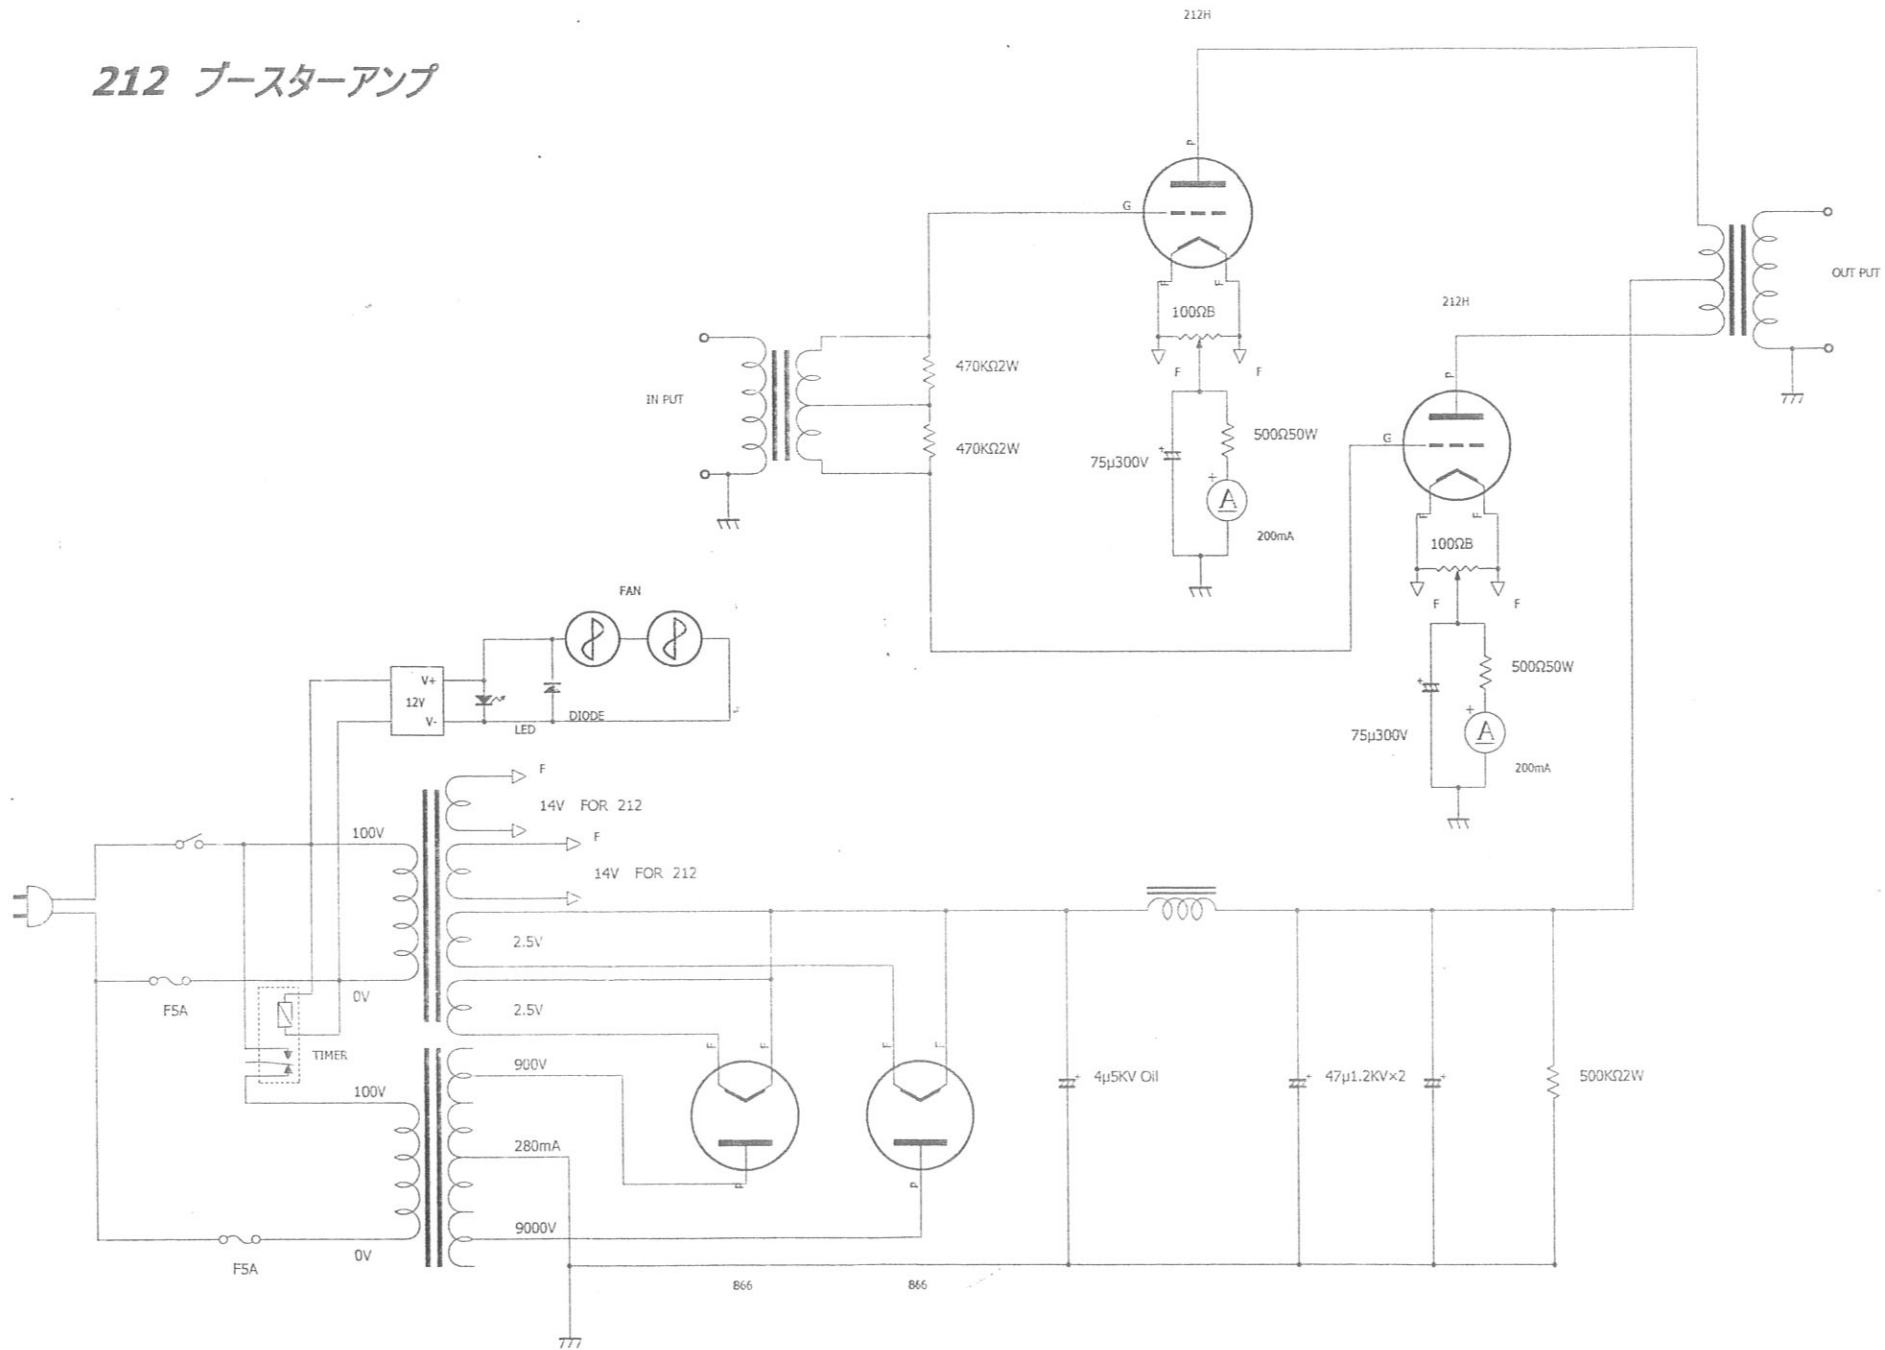 212 ブースターアンプ
212H
P
G
F
F
100ΩB
F
F
470KΩ2W
470KΩ2W
IN PUT
OUT PUT
500Ω50W
75μ300V
+
+
A
200mA
212H
P
G
F
F
100ΩB
F
F
500Ω50W
75μ300V
+
+
A
200mA
FAN
V+
12V
V-
LED
DIODE
F
14V FOR 212
F
14V FOR 212
100V
0V
F5A
TIMER
2.5V
2.5V
F
F
F
F
100V
0V
F5A
900V
280mA
9000V
P
P
866
866
+
4μ5KV Oil
+
47μ1.2KV×2
+
500KΩ2W